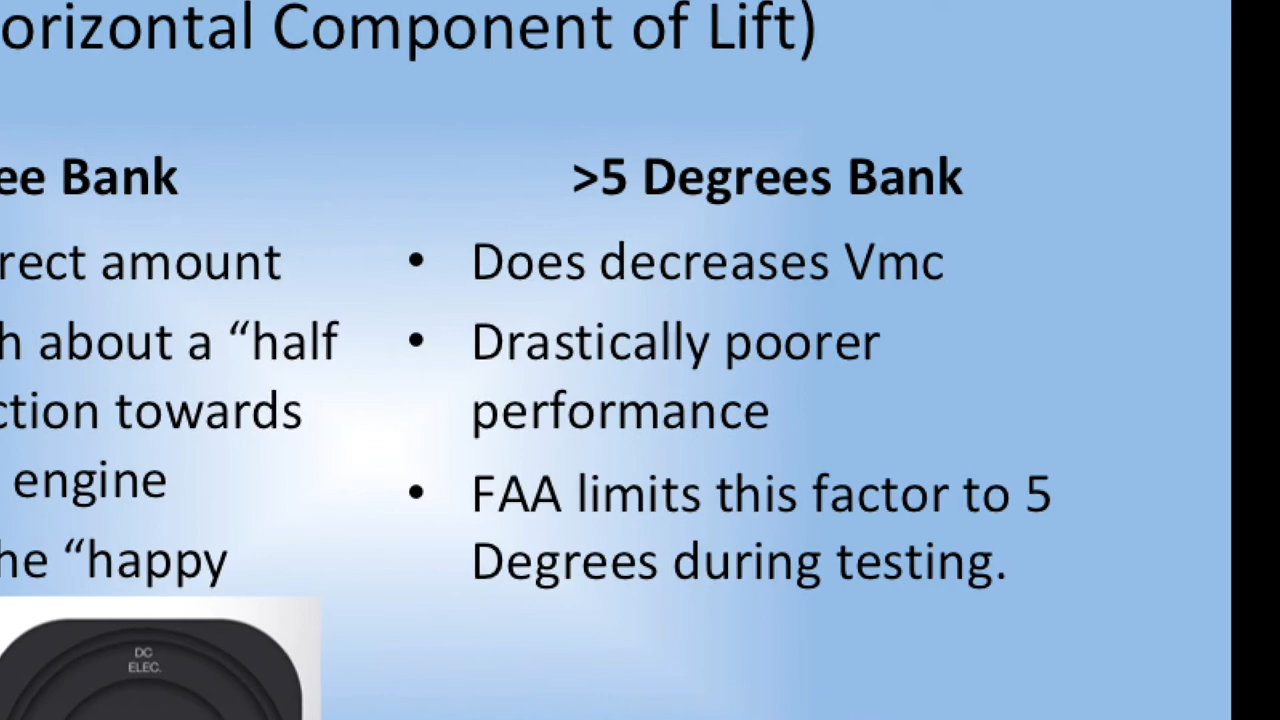 orizontal Component of Lift)
ee Bank
rect amount
h about a “half
ction towards
engine
he “happy
>5 Degrees Bank
• Does decreases Vmc
• Drastically poorer
performance
• FAA limits this factor to 5
Degrees during testing.
DC
ELEC.